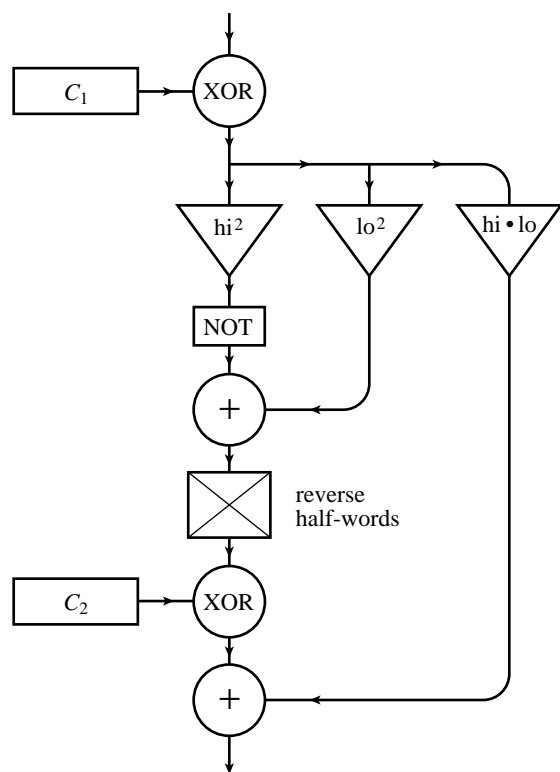 C₁
XOR
hi²
lo²
hi • lo
NOT
+
reverse
half-words
C₂
XOR
+